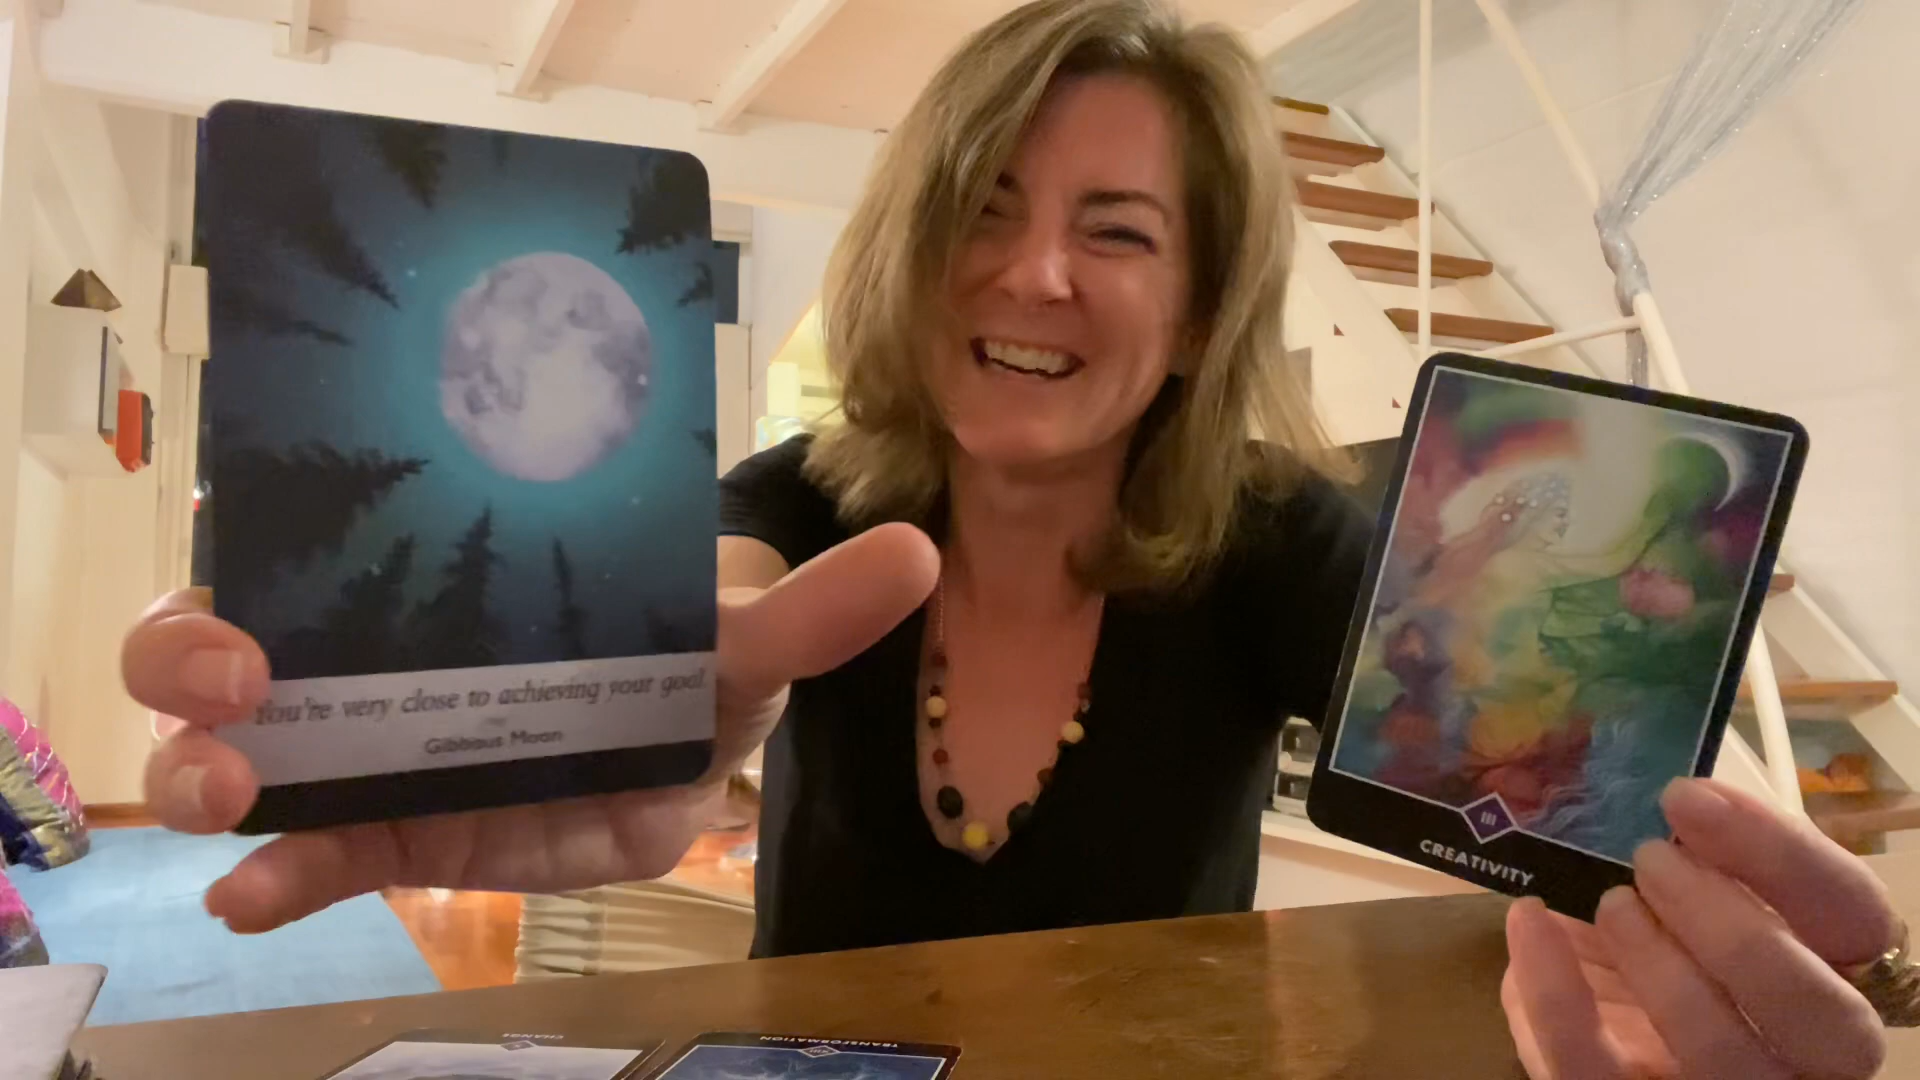 You're very close to achieving your goal.
Gibbous Moon
III
CREATIVITY
CHANGE
TRANSFORMATION